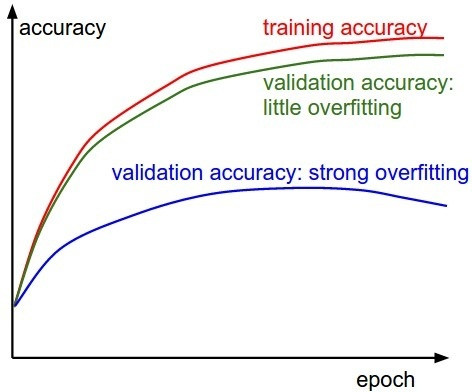 accuracy
training accuracy
validation accuracy:
little overfitting
validation accuracy: strong overfitting
epoch